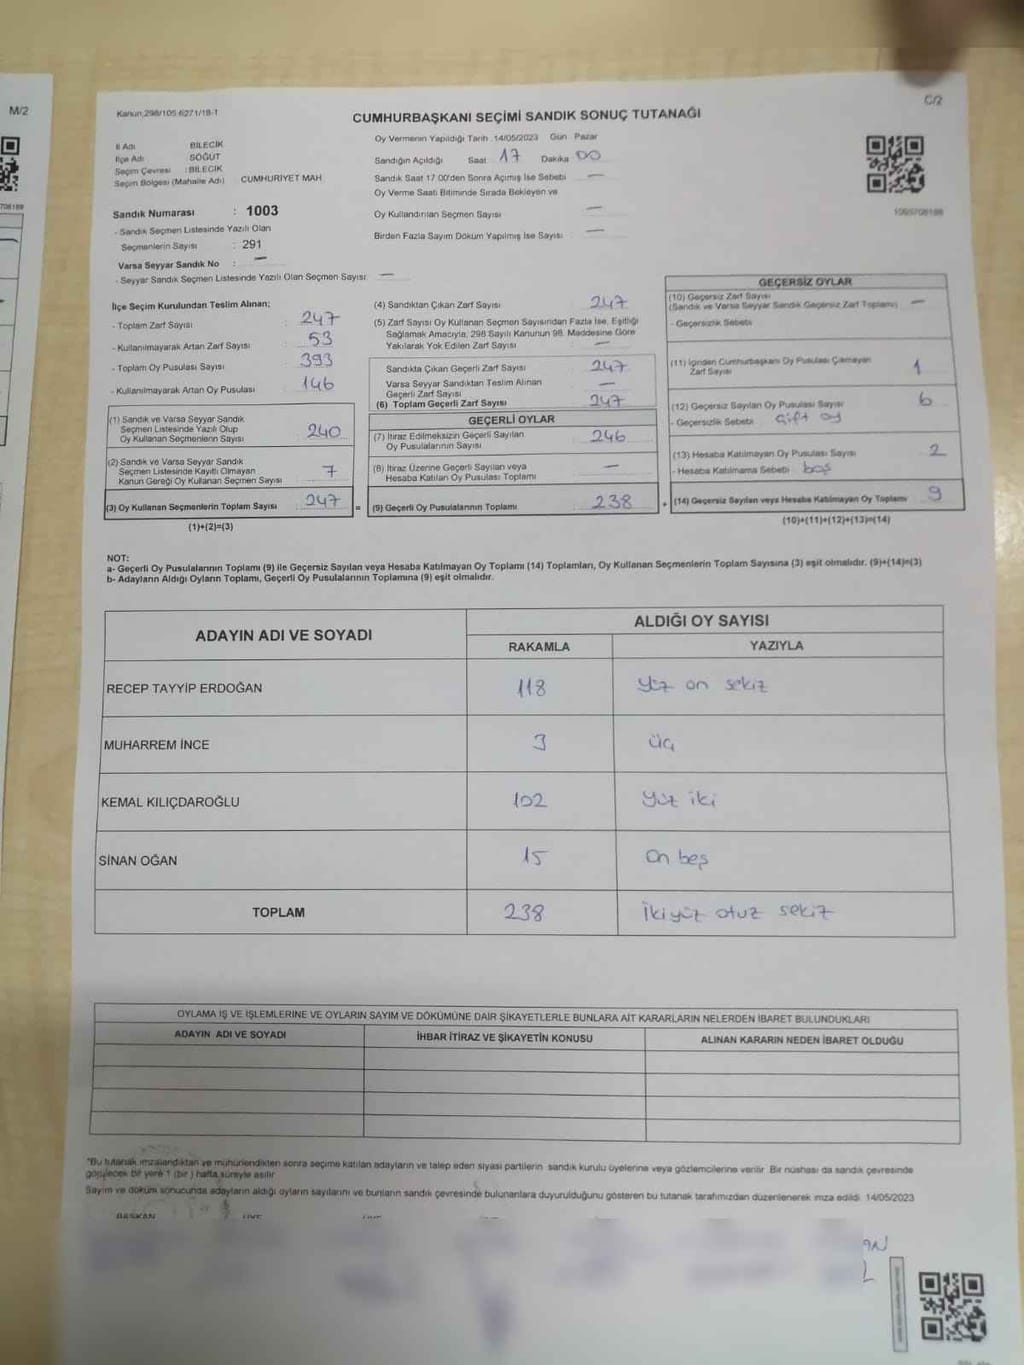 M/2
C/2
Kanun;298/105-6271/18-1
CUMHURBAŞKANI SEÇİMİ SANDIK SONUÇ TUTANAĞI
İl Adı BİLECİK
İlçe Adı SÖĞÜT
Seçim Çevresi : BİLECİK
Seçim Bölgesi (Mahalle Adı) CUMHURİYET MAH
Sandık Numarası : 1003
- Sandık Seçmen Listesinde Yazılı Olan
Seçmenlerin Sayısı : 291
Varsa Seyyar Sandık No : —
- Seyyar Sandık Seçmen Listesinde Yazılı Olan Seçmen Sayısı: —
Oy Vermenin Yapıldığı Tarih :14/05/2023 Gün Pazar
Sandığın Açıldığı Saat: 17 Dakika 00
Sandık Saat 17.00'den Sonra Açımış İse Sebebi —
Oy Verme Saati Bitiminde Sırada Bekleyen ve
Oy Kullandırılan Seçmen Sayısı —
Birden Fazla Sayım Döküm Yapılmış İse Sayısı : —
1093708188
İlçe Seçim Kurulundan Teslim Alınan;
- Toplam Zarf Sayısı : 247
- Kullanılmayarak Artan Zarf Sayısı : 53
- Toplam Oy Pusulası Sayısı : 393
- Kullanılmayarak Artan Oy Pusulası : 146
(1) Sandık ve Varsa Seyyar Sandık
Seçmen Listesinde Yazılı Olup
Oy Kullanan Seçmenlerin Sayısı : 240
(2) Sandık ve Varsa Seyyar Sandık
Seçmen Listesinde Kayıtlı Olmayan
Kanun Gereği Oy Kullanan Seçmen Sayısı : 7
(3) Oy Kullanan Seçmenlerin Toplam Sayısı : 247
(1)+(2)=(3)
(4) Sandıktan Çıkan Zarf Sayısı : 247
(5) Zarf Sayısı Oy Kullanan Seçmen Sayısından Fazla İse, Eşitliği
Sağlamak Amacıyla, 298 Sayılı Kanunun 98. Maddesine Göre
Yakılarak Yok Edilen Zarf Sayısı : —
Sandıkta Çıkan Geçerli Zarf Sayısı : 247
Varsa Seyyar Sandıktan Teslim Alınan
Geçerli Zarf Sayısı : —
(6) Toplam Geçerli Zarf Sayısı : 247
GEÇERLİ OYLAR
(7) İtiraz Edilmeksizin Geçerli Sayılan
Oy Pusulalarının Sayısı : 246
(8) İtiraz Üzerine Geçerli Sayılan veya
Hesaba Katılan Oy Pusulası Toplamı : —
= (9) Geçerli Oy Pusulalarının Toplamı : 238
GEÇERSİZ OYLAR
(10) Geçersiz Zarf Sayısı
(Sandık ve Varsa Seyyar Sandık Geçersiz Zarf Toplamı) : —
- Geçersizlik Sebebi :
(11) İçinden Cumhurbaşkanı Oy Pusulası Çıkmayan
Zarf Sayısı : 1
(12) Geçersiz Sayılan Oy Pusulası Sayısı : 6
- Geçersizlik Sebebi : Çift oy
(13) Hesaba Katılmayan Oy Pusulası Sayısı : 2
- Hesaba Katılmama Sebebi : boş
+ (14) Geçersiz Sayılan veya Hesaba Katılmayan Oy Toplamı : 9
(10)+(11)+(12)+(13)=(14)
NOT:
a- Geçerli Oy Pusulalarının Toplamı (9) ile Geçersiz Sayılan veya Hesaba Katılmayan Oy Toplamı (14) Toplamları, Oy Kullanan Seçmenlerin Toplam Sayısına (3) eşit olmalıdır. (9)+(14)=(3)
b- Adayların Aldığı Oyların Toplamı, Geçerli Oy Pusulalarının Toplamına (9) eşit olmalıdır.
ADAYIN ADI VE SOYADI ALDIĞI OY SAYISI
RAKAMLA YAZIYLA
RECEP TAYYİP ERDOĞAN 118 Yüz on sekiz
MUHARREM İNCE 3 üç
KEMAL KILIÇDAROĞLU 102 Yüz iki
SİNAN OĞAN 15 On beş
TOPLAM 238 İkiyüz otuz sekiz
OYLAMA İŞ VE İŞLEMLERİNE VE OYLARIN SAYIM VE DÖKÜMÜNE DAİR ŞİKAYETLERLE BUNLARA AİT KARARLARIN NELERDEN İBARET BULUNDUKLARI
ADAYIN ADI VE SOYADI İHBAR İTİRAZ VE ŞİKAYETİN KONUSU ALINAN KARARIN NEDEN İBARET OLDUĞU
"Bu tutanak imzalandıktan ve mühürlendikten sonra seçime katılan adayların ve talep eden siyasi partilerin sandık kurulu üyelerine veya gözlemcilerine verilir. Bir nüshası da sandık çevresinde
görülecek bir yere 1 (bir) hafta süreyle asılır
Sayım ve döküm sonucunda adayların aldığı oyların sayılarını ve bunların sandık çevresinde bulunanlara duyurulduğunu gösteren bu tutanak tarafımızdan düzenlenerek imza edildi. 14/05/2023
BAŞKAN ÜYE ÜYE